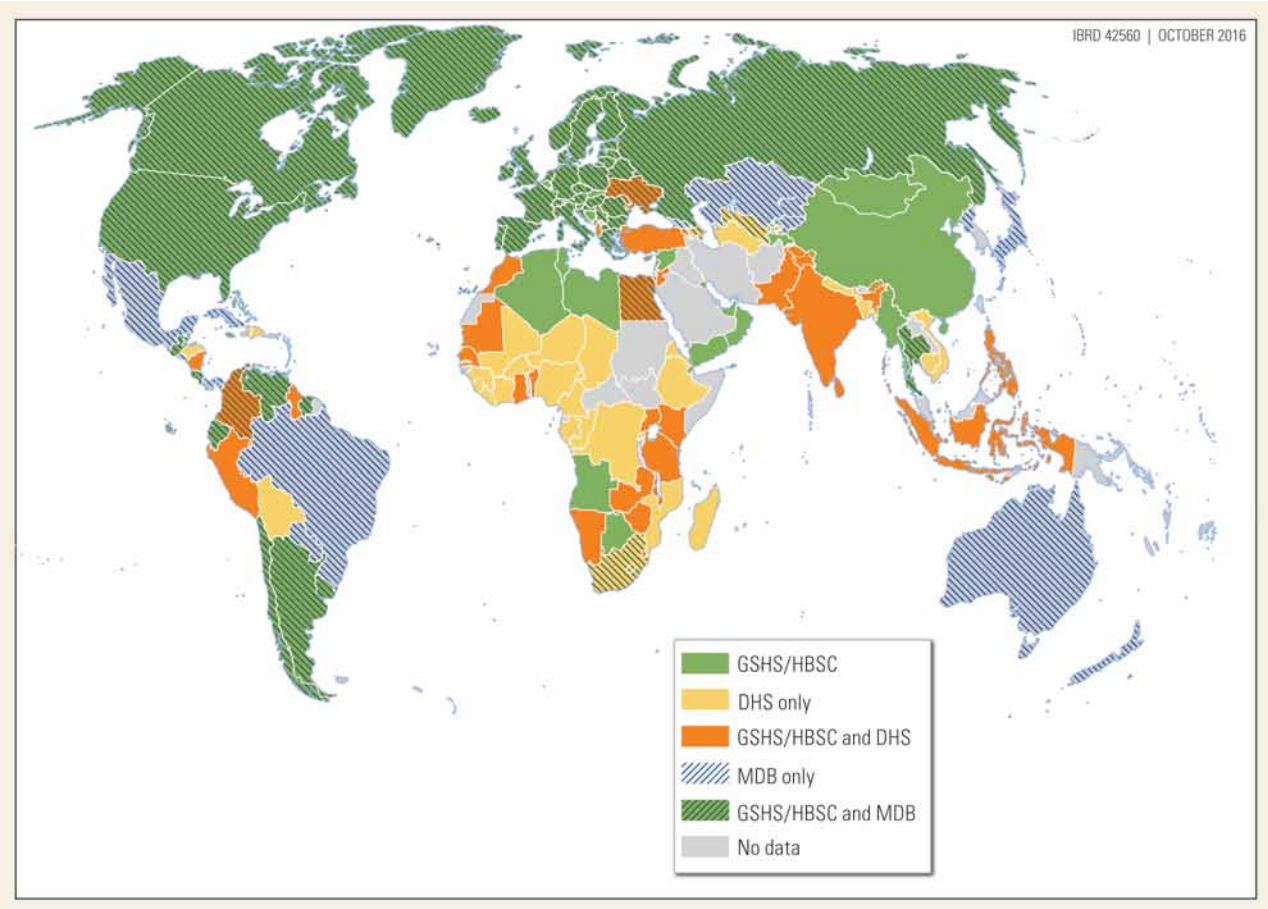 IBRD 42560 | OCTOBER 2016
GSHS/HBSC
DHS only
GSHS/HBSC and DHS
MDB only
GSHS/HBSC and MDB
No data